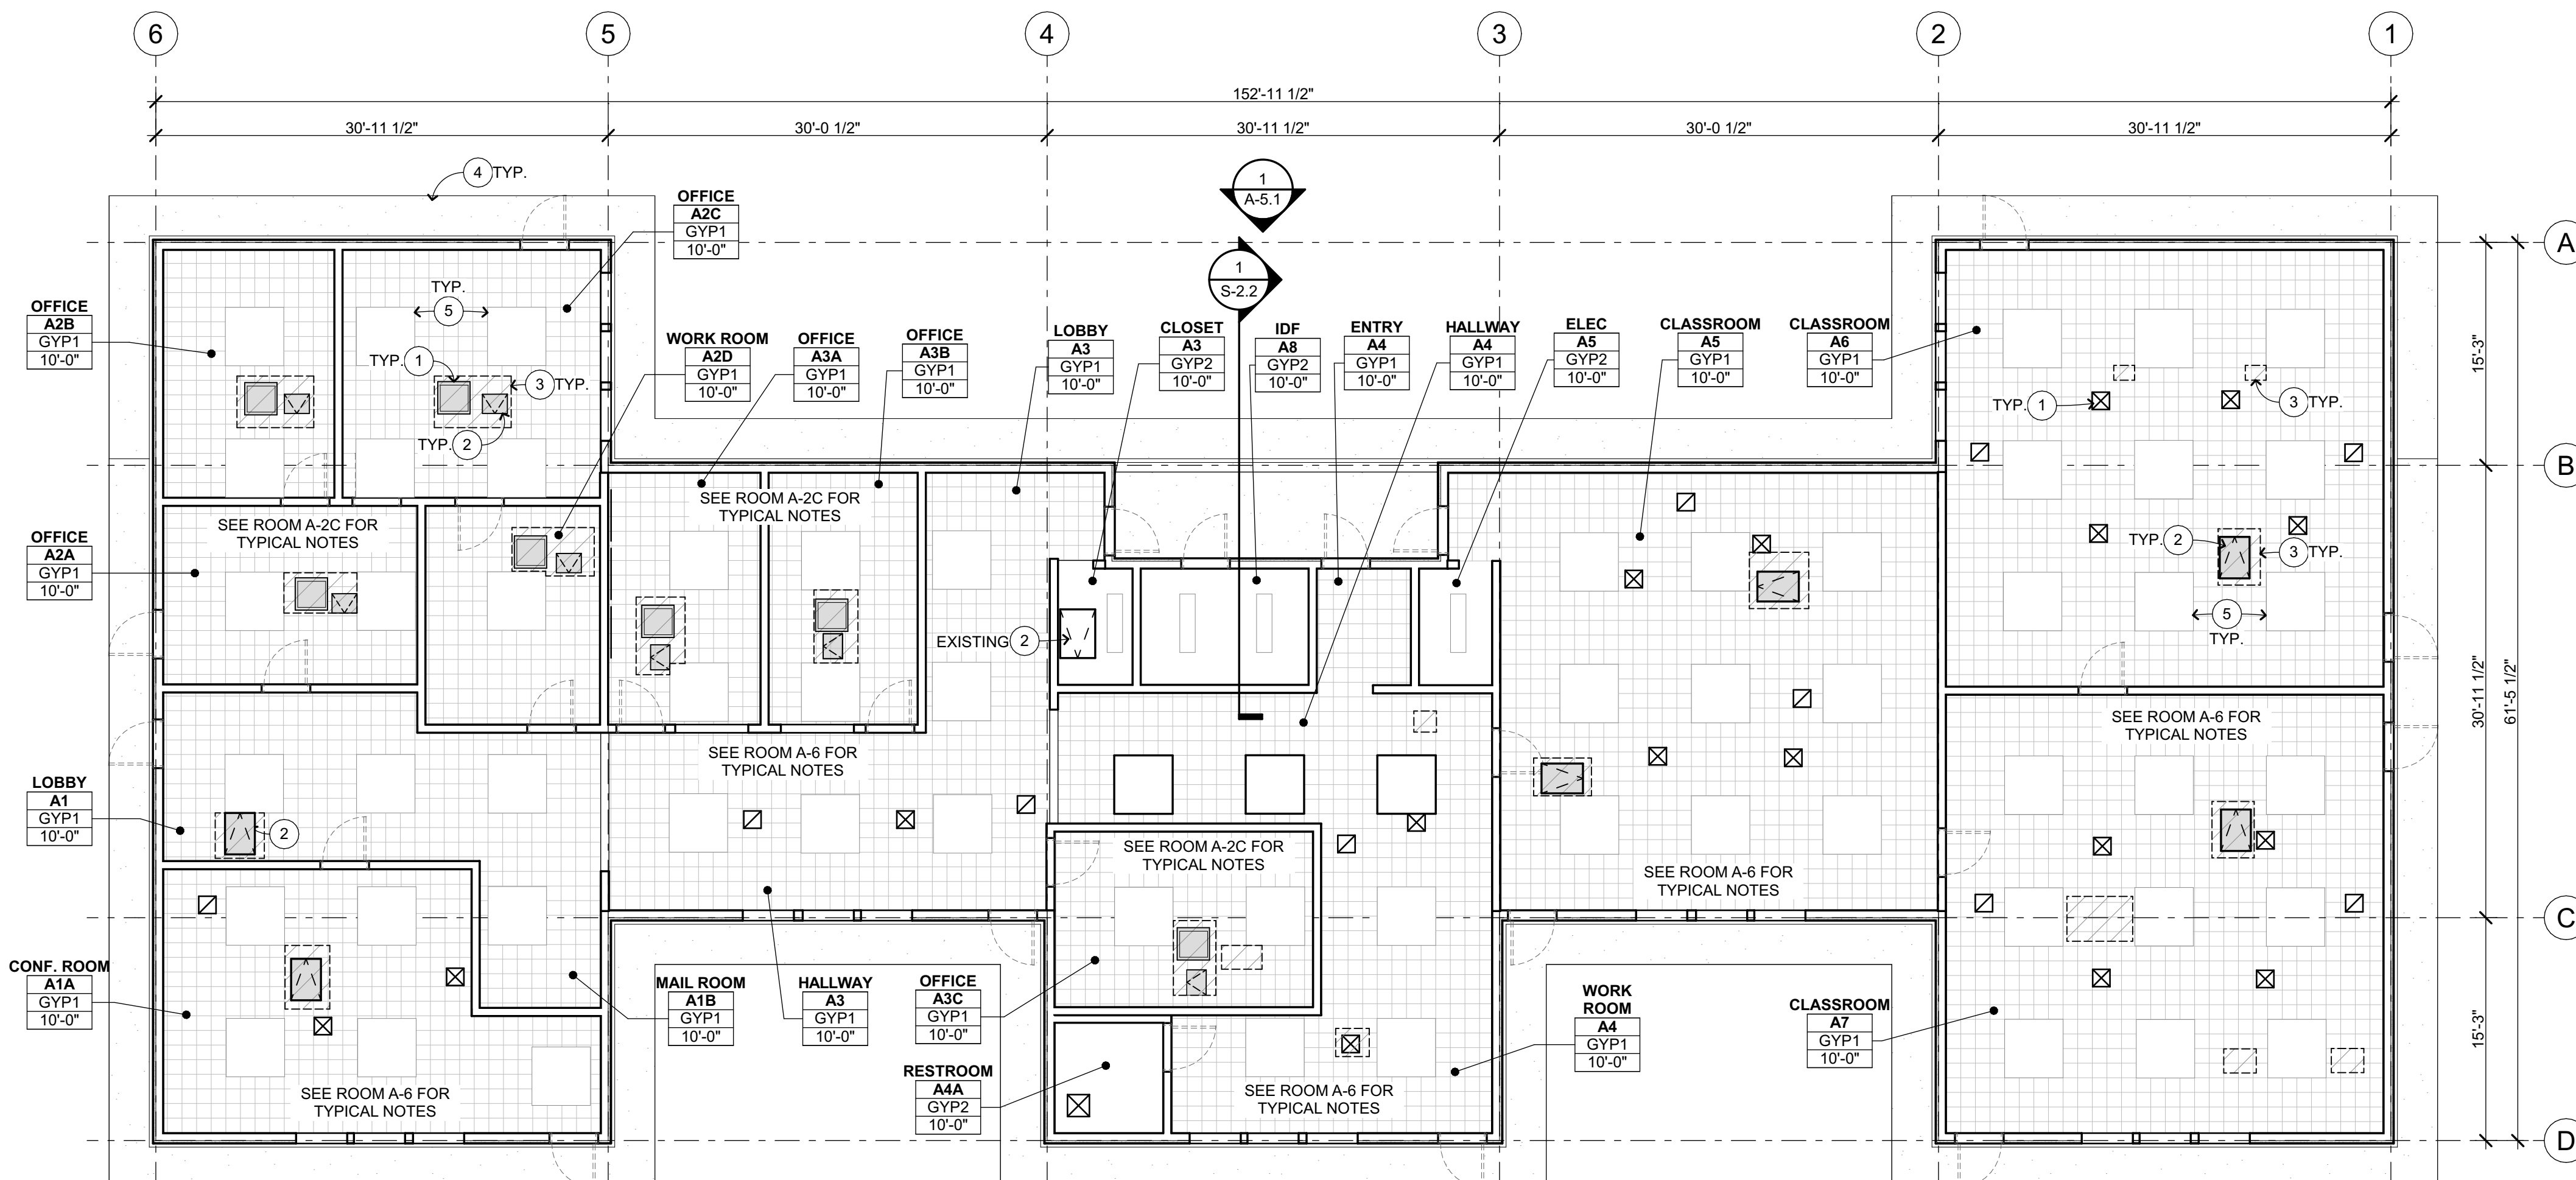 6
5
4
3
2
1
152'-11 1/2"
30'-11 1/2"
30'-0 1/2"
30'-11 1/2"
30'-0 1/2"
30'-11 1/2"
4 TYP.
1
A-5.1
1
S-2.2
A
B
C
D
15'-3"
30'-11 1/2"
61'-5 1/2"
15'-3"
OFFICE
A2C
GYP1
10'-0"
OFFICE
A2B
GYP1
10'-0"
TYP.
5
TYP. 1
3 TYP.
TYP. 2
WORK ROOM
A2D
GYP1
10'-0"
OFFICE
A3A
GYP1
10'-0"
OFFICE
A3B
GYP1
10'-0"
LOBBY
A3
GYP1
10'-0"
CLOSET
A3
GYP2
10'-0"
IDF
A8
GYP2
10'-0"
ENTRY
A4
GYP1
10'-0"
HALLWAY
A4
GYP1
10'-0"
ELEC
A5
GYP2
10'-0"
CLASSROOM
A5
GYP1
10'-0"
CLASSROOM
A6
GYP1
10'-0"
TYP. 1
3 TYP.
TYP. 2
3 TYP.
5
TYP.
OFFICE
A2A
GYP1
10'-0"
SEE ROOM A-2C FOR
TYPICAL NOTES
SEE ROOM A-2C FOR
TYPICAL NOTES
EXISTING 2
SEE ROOM A-6 FOR
TYPICAL NOTES
SEE ROOM A-6 FOR
TYPICAL NOTES
LOBBY
A1
GYP1
10'-0"
2
SEE ROOM A-2C FOR
TYPICAL NOTES
SEE ROOM A-6 FOR
TYPICAL NOTES
CONF. ROOM
A1A
GYP1
10'-0"
MAIL ROOM
A1B
GYP1
10'-0"
HALLWAY
A3
GYP1
10'-0"
OFFICE
A3C
GYP1
10'-0"
WORK
ROOM
A4
GYP1
10'-0"
CLASSROOM
A7
GYP1
10'-0"
RESTROOM
A4A
GYP2
10'-0"
SEE ROOM A-6 FOR
TYPICAL NOTES
SEE ROOM A-6 FOR
TYPICAL NOTES